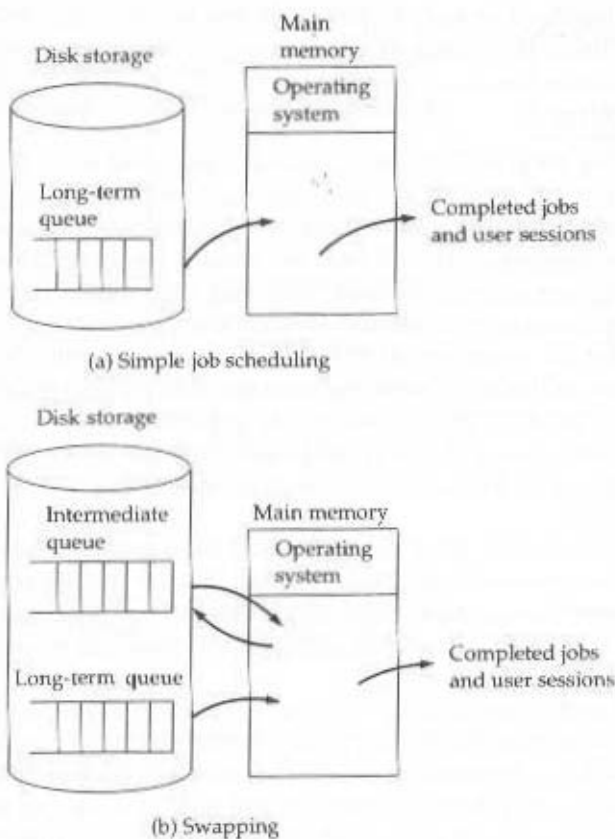 Main
memory
Disk storage
Operating
system
Long-term
queue
Completed jobs
and user sessions
(a) Simple job scheduling
Disk storage
Intermediate
queue
Main memory
Operating
system
Long-term queue
Completed jobs
and user sessions
(b) Swapping